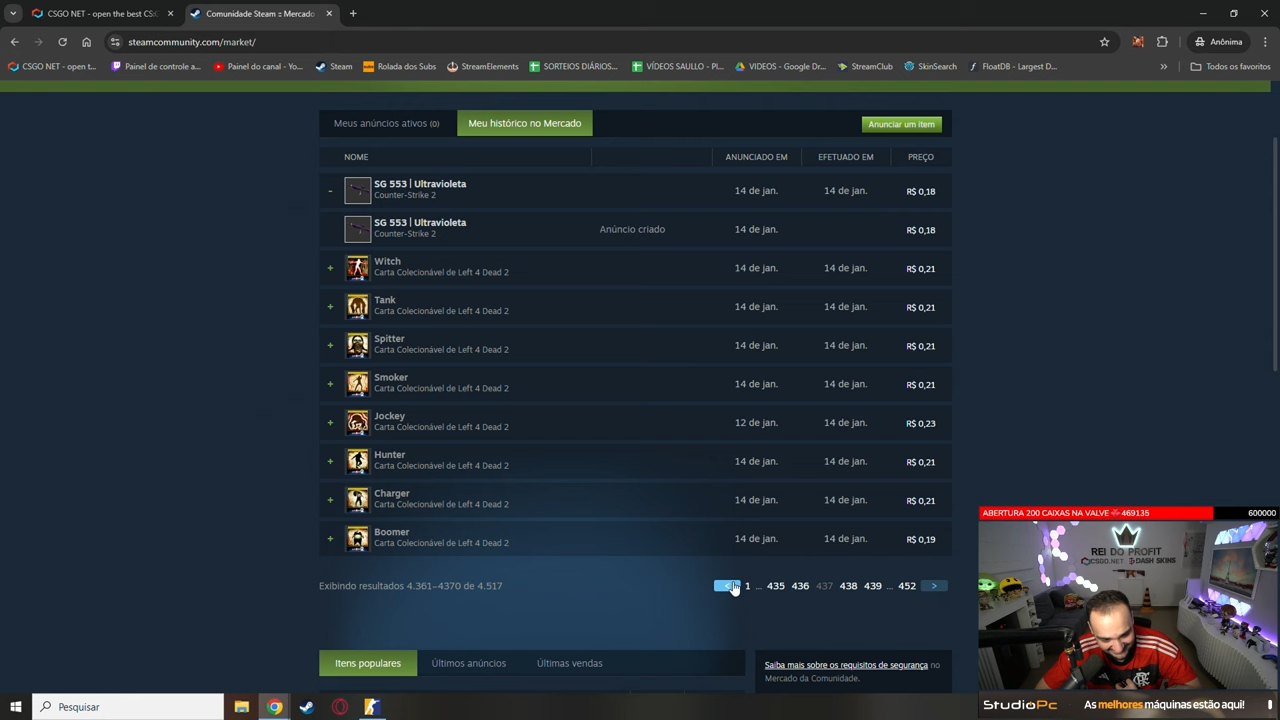 CSGO NET - open the best CS:
Comunidade Steam :: Mercado
steamcommunity.com/market/
Anônima
CSGO NET - open t...
Painel de controle a...
Painel do canal - Yo...
Steam
Rolada dos Subs
StreamElements
SORTEIOS DIÁRIOS...
VÍDEOS SAULLO - Pl...
VIDEOS - Google Dr...
StreamClub
SkinSearch
FloatDB - Largest D...
Todos os favoritos
Meus anúncios ativos (0)
Meu histórico no Mercado
Anunciar um item
NOME
ANUNCIADO EM
EFETUADO EM
PREÇO
- SG 553 | Ultravioleta
Counter-Strike 2
14 de jan.
14 de jan.
R$ 0,18
SG 553 | Ultravioleta
Counter-Strike 2
Anúncio criado
14 de jan.
R$ 0,18
+ Witch
Carta Colecionável de Left 4 Dead 2
14 de jan.
14 de jan.
R$ 0,21
+ Tank
Carta Colecionável de Left 4 Dead 2
14 de jan.
14 de jan.
R$ 0,21
+ Spitter
Carta Colecionável de Left 4 Dead 2
14 de jan.
14 de jan.
R$ 0,21
+ Smoker
Carta Colecionável de Left 4 Dead 2
14 de jan.
14 de jan.
R$ 0,21
+ Jockey
Carta Colecionável de Left 4 Dead 2
12 de jan.
14 de jan.
R$ 0,23
+ Hunter
Carta Colecionável de Left 4 Dead 2
14 de jan.
14 de jan.
R$ 0,21
+ Charger
Carta Colecionável de Left 4 Dead 2
14 de jan.
14 de jan.
R$ 0,21
+ Boomer
Carta Colecionável de Left 4 Dead 2
14 de jan.
14 de jan.
R$ 0,19
Exibindo resultados 4.361–4370 de 4.517
< 1 ... 435 436 437 438 439 ... 452 >
Itens populares
Últimos anúncios
Últimas vendas
Saiba mais sobre os requisitos de segurança no
Mercado da Comunidade.
ABERTURA 200 CAIXAS NA VALVE 469135
600000
REI DO PROFIT
CSGO.NET DASH SKINS
StudioPc
As melhores máquinas estão aqui!
Pesquisar